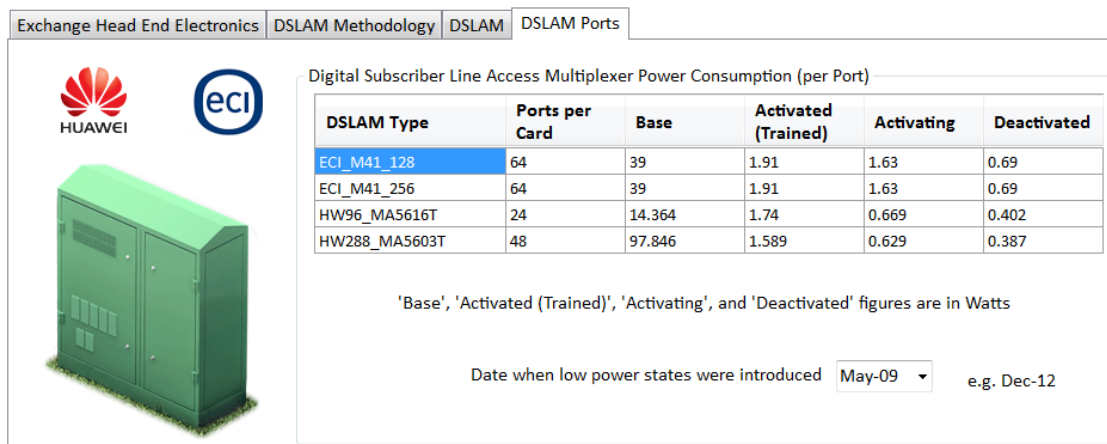 Exchange Head End Electronics DSLAM Methodology DSLAM DSLAM Ports
HUAWEI
eci
Digital Subscriber Line Access Multiplexer Power Consumption (per Port)
DSLAM Type Ports per Card Base Activated (Trained) Activating Deactivated
ECI_M41_128 64 39 1.91 1.63 0.69
ECI_M41_256 64 39 1.91 1.63 0.69
HW96_MA5616T 24 14.364 1.74 0.669 0.402
HW288_MA5603T 48 97.846 1.589 0.629 0.387
'Base', 'Activated (Trained)', 'Activating', and 'Deactivated' figures are in Watts
Date when low power states were introduced May-09 e.g. Dec-12